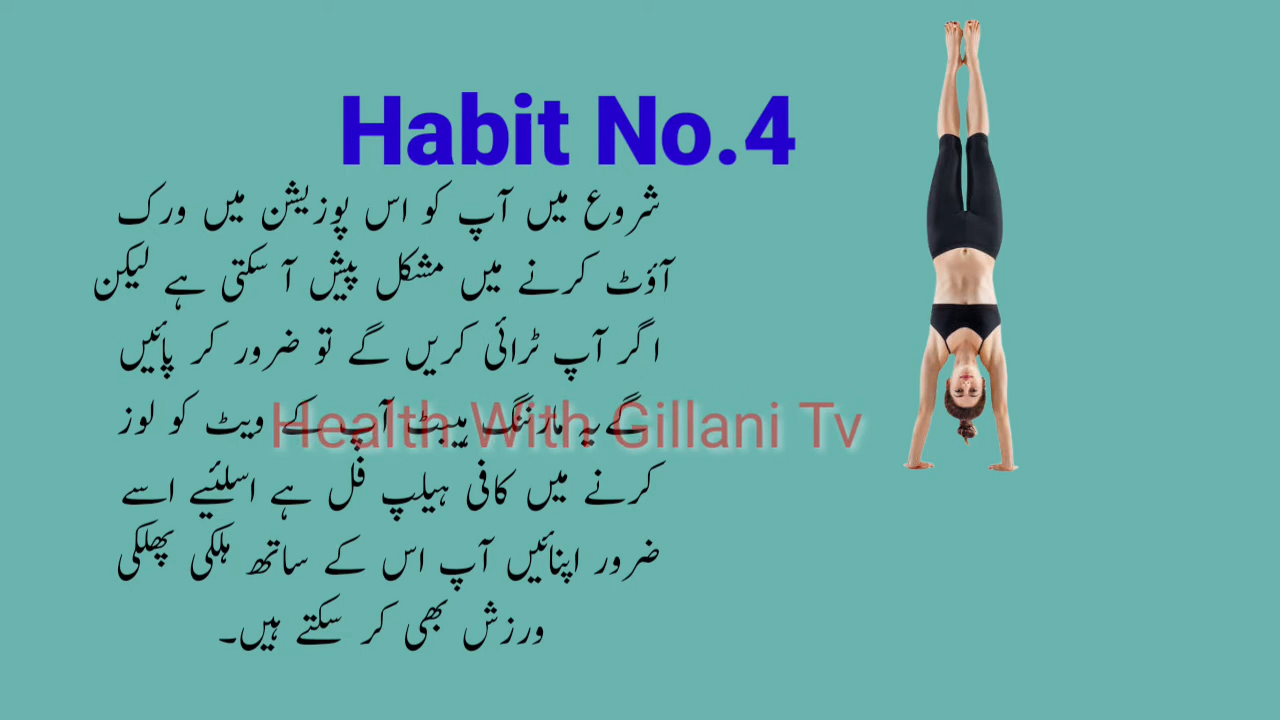 Habit No.4
شروع میں آپ کو اس پوزیشن میں ورک
آؤٹ کرنے میں مشکل پیش آ سکتی ہے لیکن
اگر آپ ٹرائی کریں گے تو ضرور کر پائیں
گے یہ مارننگ ہیبٹ آپ کے ویٹ کو لوز
Health With Gillani Tv
کرنے میں کافی ہیلپ فل ہے اسلئیے اسے
ضرور اپنائیں آپ اس کے ساتھ ہلکی پھلکی
ورزش بھی کر سکتے ہیں۔